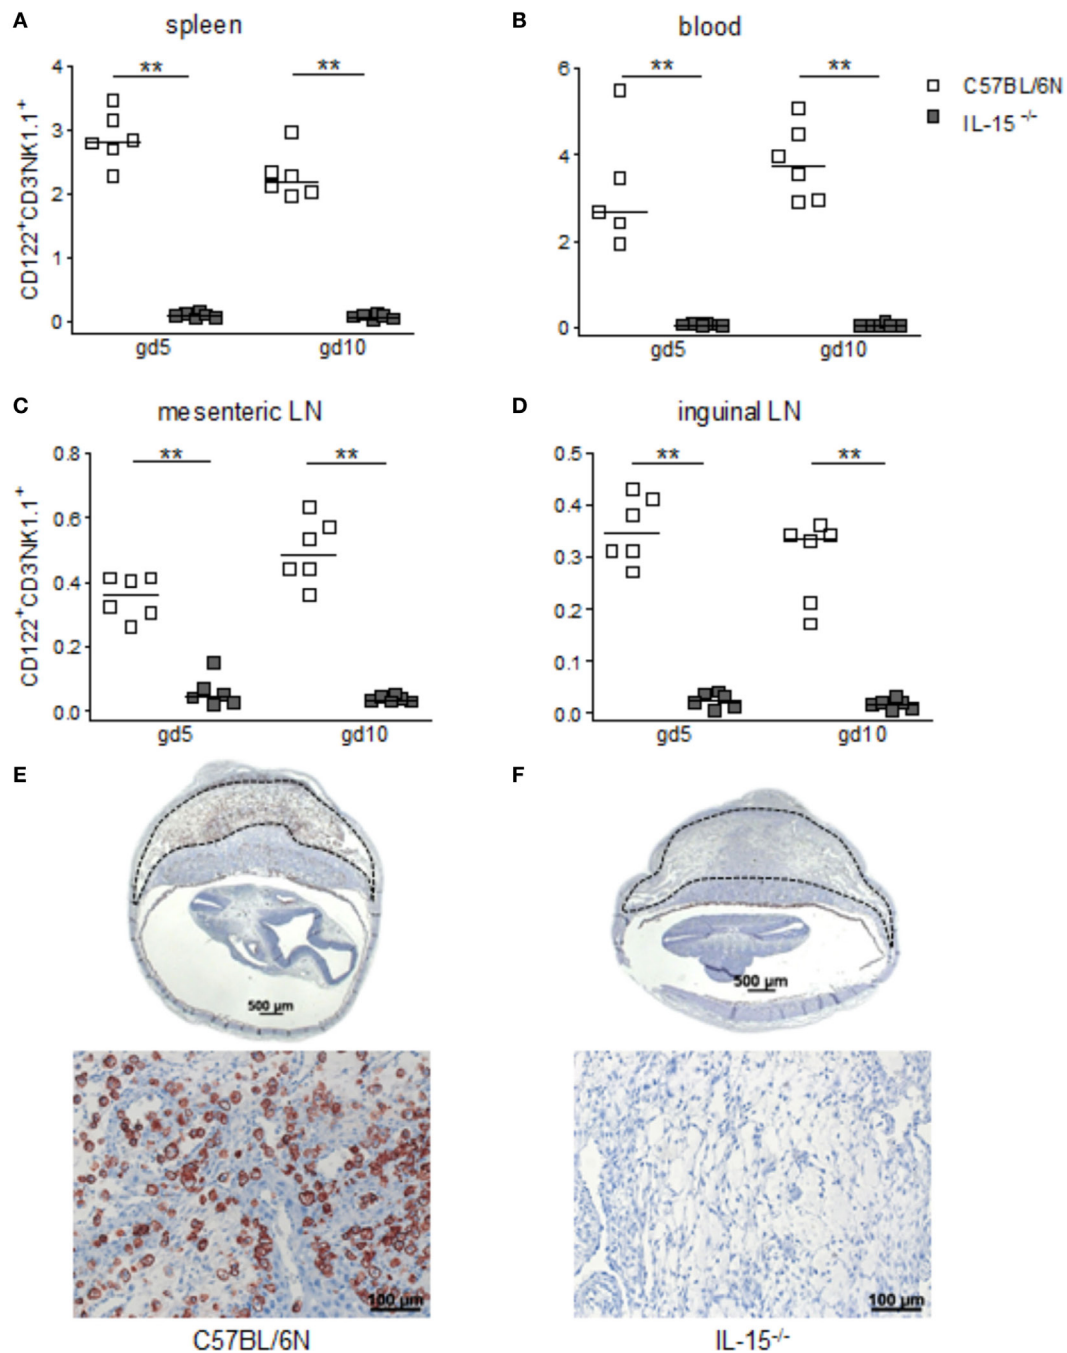 A
spleen
4
3
2
1
0
CD122⁺CD3⁻NK1.1⁺
**
**
gd5
gd10
B
blood
6
4
2
0
**
**
gd5
gd10
C57BL/6N
IL-15 -/-
C
mesenteric LN
0.8
0.6
0.4
0.2
0.0
CD122⁺CD3⁻NK1.1⁺
**
**
gd5
gd10
D
inguinal LN
0.5
0.4
0.3
0.2
0.1
0.0
**
**
gd5
gd10
E
500 µm
100 µm
C57BL/6N
F
500 µm
100 µm
IL-15-/-